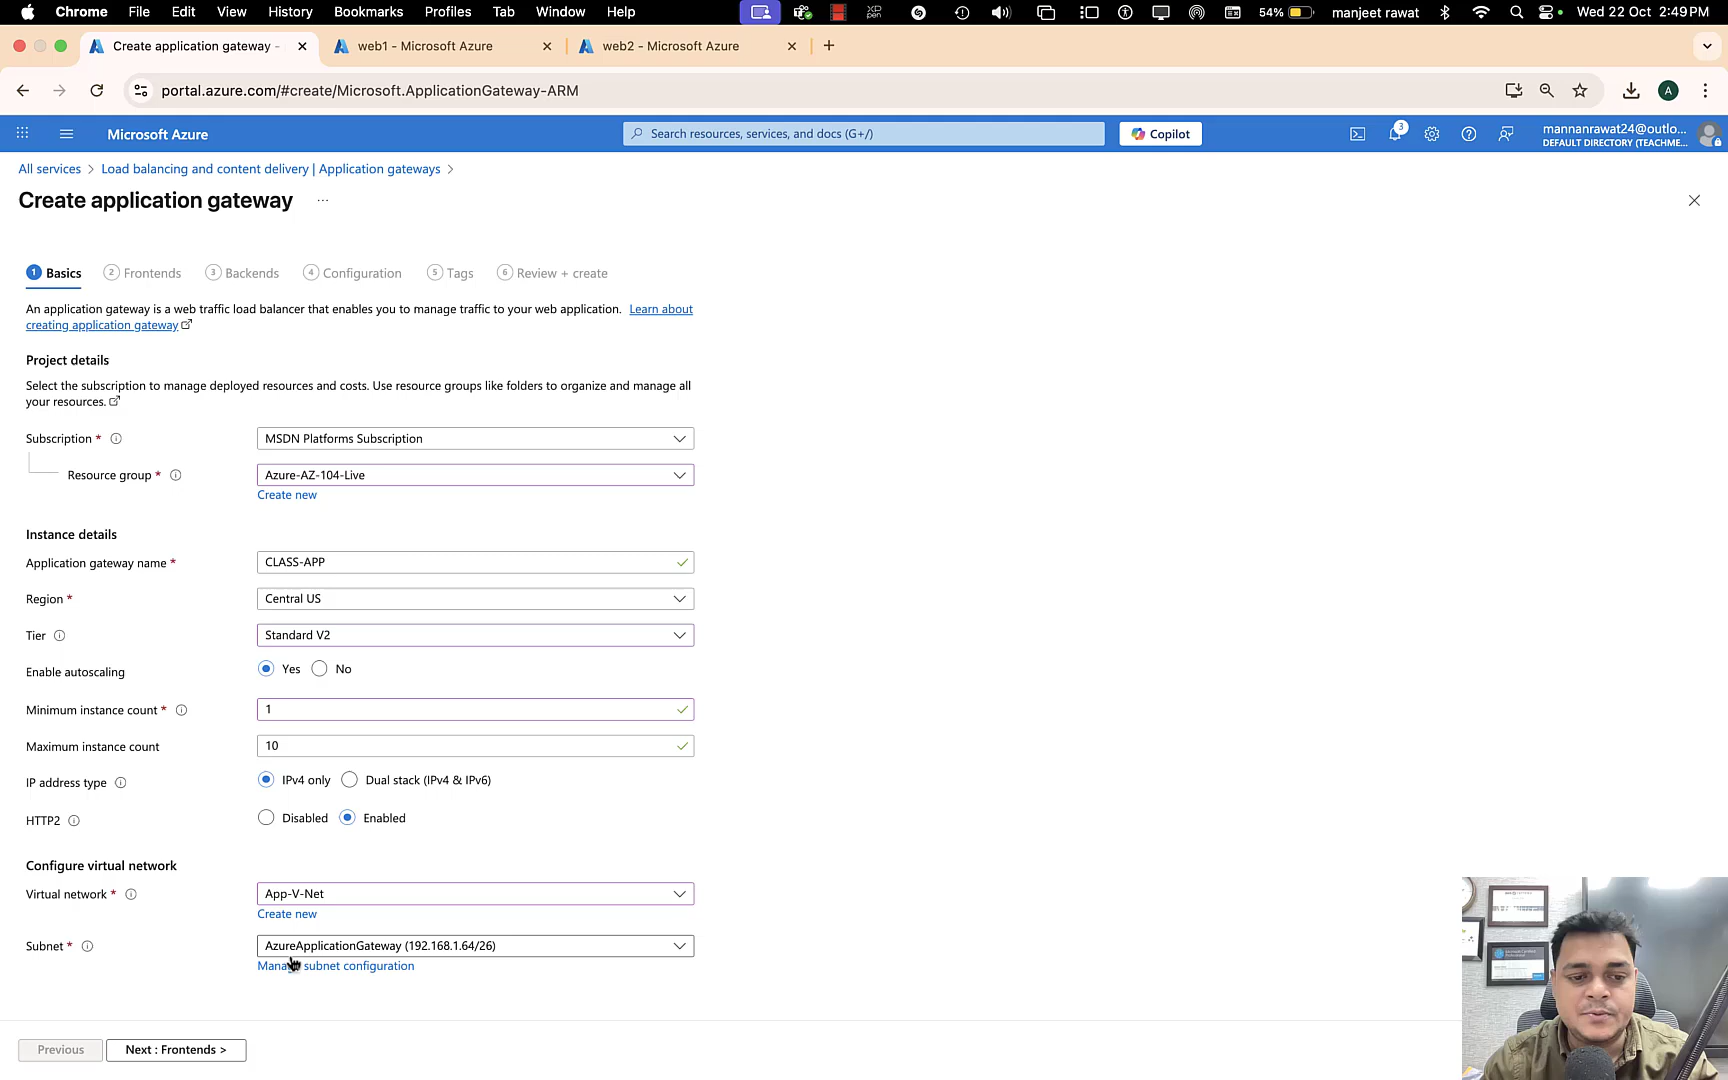 Chrome File Edit View History Bookmarks Profiles Tab Window Help 54% manjeet rawat Wed 22 Oct 2:49 PM
Create application gateway - web1 - Microsoft Azure web2 - Microsoft Azure
portal.azure.com/#create/Microsoft.ApplicationGateway-ARM A
Microsoft Azure Search resources, services, and docs (G+/) Copilot 3 mannanrawat24@outlo...
DEFAULT DIRECTORY (TEACHME...
All services > Load balancing and content delivery | Application gateways >
Create application gateway ...
1 Basics 2 Frontends 3 Backends 4 Configuration 5 Tags 6 Review + create
An application gateway is a web traffic load balancer that enables you to manage traffic to your web application. Learn about
creating application gateway
Project details
Select the subscription to manage deployed resources and costs. Use resource groups like folders to organize and manage all
your resources.
Subscription * MSDN Platforms Subscription
Resource group * Azure-AZ-104-Live
Create new
Instance details
Application gateway name * CLASS-APP
Region * Central US
Tier Standard V2
Enable autoscaling Yes No
Minimum instance count * 1
Maximum instance count 10
IP address type IPv4 only Dual stack (IPv4 & IPv6)
HTTP2 Disabled Enabled
Configure virtual network
Virtual network * App-V-Net
Create new
Subnet * AzureApplicationGateway (192.168.1.64/26)
Manage subnet configuration
Previous Next : Frontends >